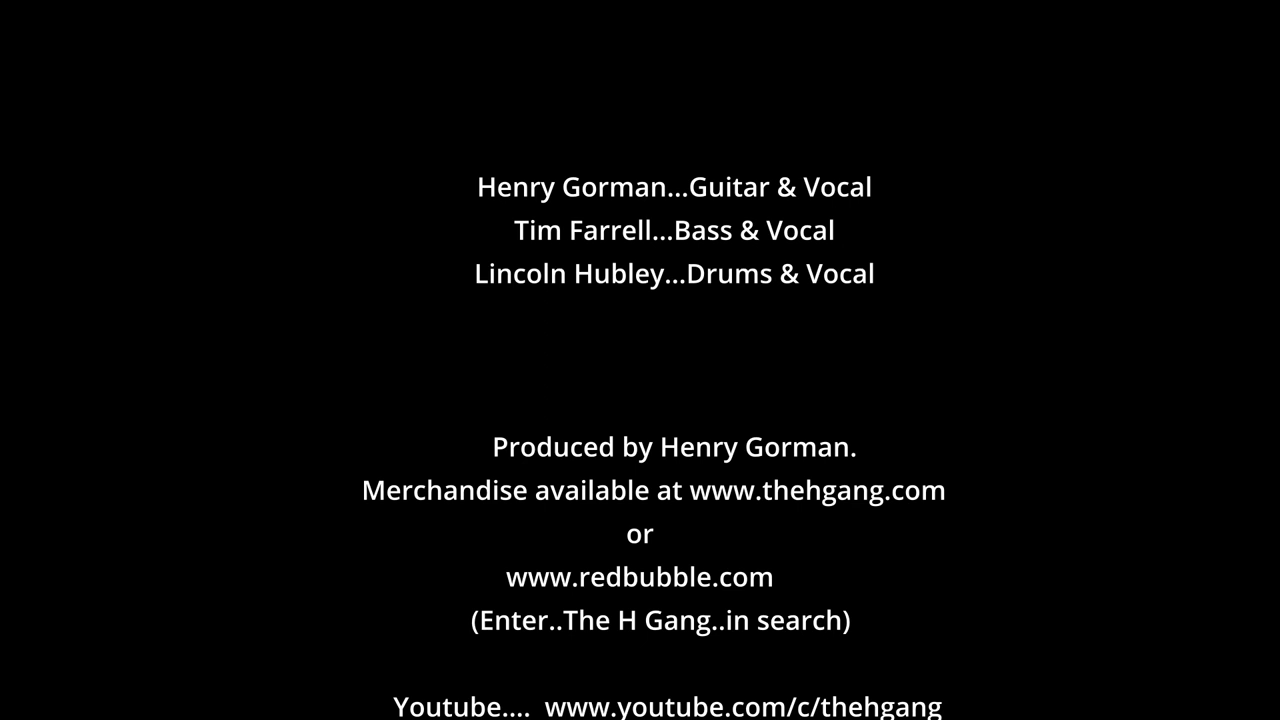 Henry Gorman...Guitar & Vocal
Tim Farrell...Bass & Vocal
Lincoln Hubley...Drums & Vocal
Produced by Henry Gorman.
Merchandise available at www.thehgang.com
or
www.redbubble.com
(Enter..The H Gang..in search)
Youtube.... www.youtube.com/c/thehgang